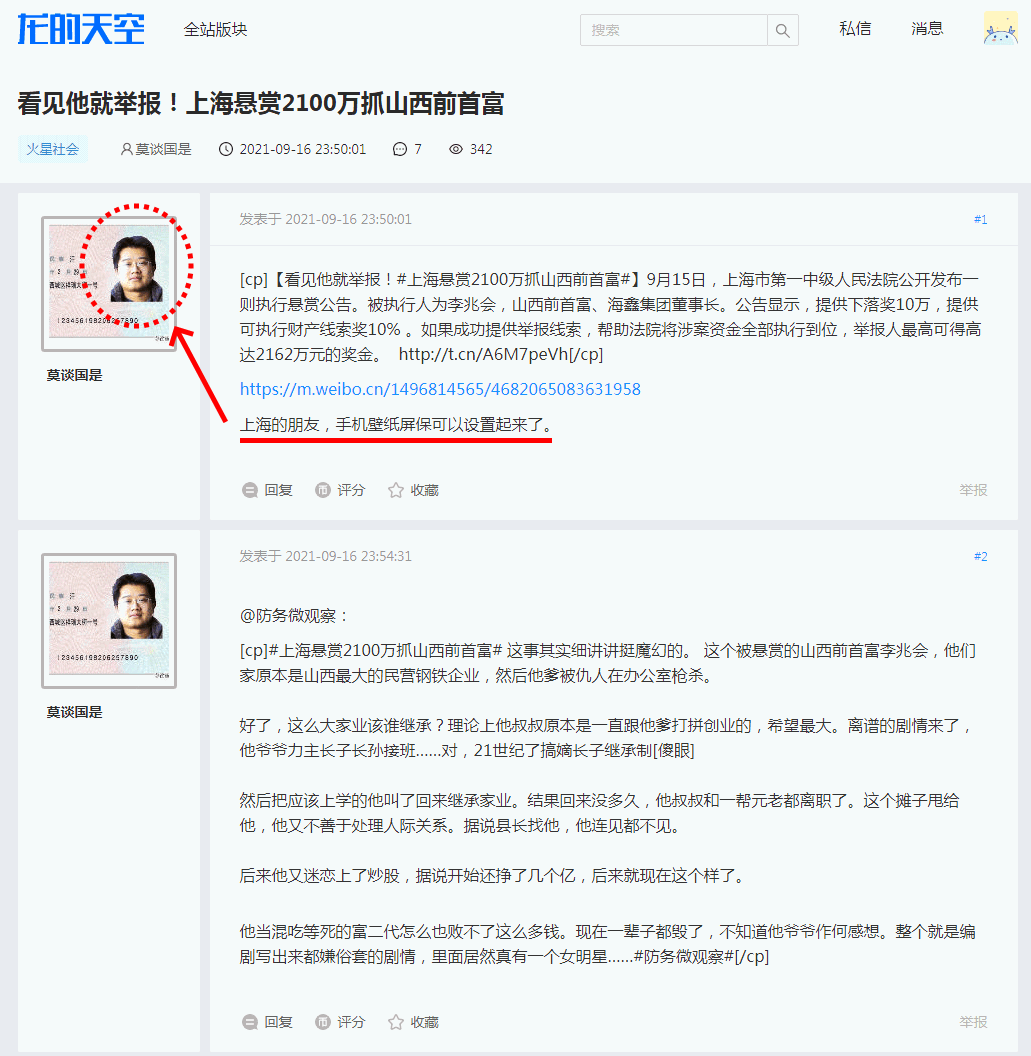 龙的天空
全站版块
搜索
私信
消息
看见他就举报！上海悬赏2100万抓山西前首富
火星社会
莫谈国是
2021-09-16 23:50:01
7
342
西城区棉瑞大街一号
莫谈国是
发表于 2021-09-16 23:50:01
#1
[cp]【看见他就举报！#上海悬赏2100万抓山西前首富#】9月15日，上海市第一中级人民法院公开发布一
则执行悬赏公告。被执行人为李兆会，山西前首富、海鑫集团董事长。公告显示，提供下落奖10万，提供
可执行财产线索奖10% 。如果成功提供举报线索，帮助法院将涉案资金全部执行到位，举报人最高可得高
达2162万元的奖金。 http://t.cn/A6M7peVh[/cp]
https://m.weibo.cn/1496814565/4682065083631958
上海的朋友，手机壁纸屏保可以设置起来了。
回复
币
评分
收藏
举报
123456198206257890
莫谈国是
发表于 2021-09-16 23:54:31
#2
@防务微观察：
[cp]#上海悬赏2100万抓山西前首富# 这事其实细讲讲挺魔幻的。 这个被悬赏的山西前首富李兆会，他们
家原本是山西最大的民营钢铁企业，然后他爹被仇人在办公室枪杀。
好了，这么大家业该谁继承？理论上他叔叔原本是一直跟他爹打拼创业的，希望最大。离谱的剧情来了，
他爷爷力主长子长孙接班......对，21世纪了搞嫡长子继承制[傻眼]
然后把应该上学的他叫了回来继承家业。结果回来没多久，他叔叔和一帮元老都离职了。这个摊子甩给
他，他又不善于处理人际关系。据说县长找他，他连见都不见。
后来他又迷恋上了炒股，据说开始还挣了几个亿，后来就现在这个样了。
他当混吃等死的富二代怎么也败不了这么多钱。现在一辈子都毁了，不知道他爷爷作何感想。整个就是编
剧写出来都嫌俗套的剧情，里面居然真有一个女明星......#防务微观察#[/cp]
回复
币
评分
收藏
举报